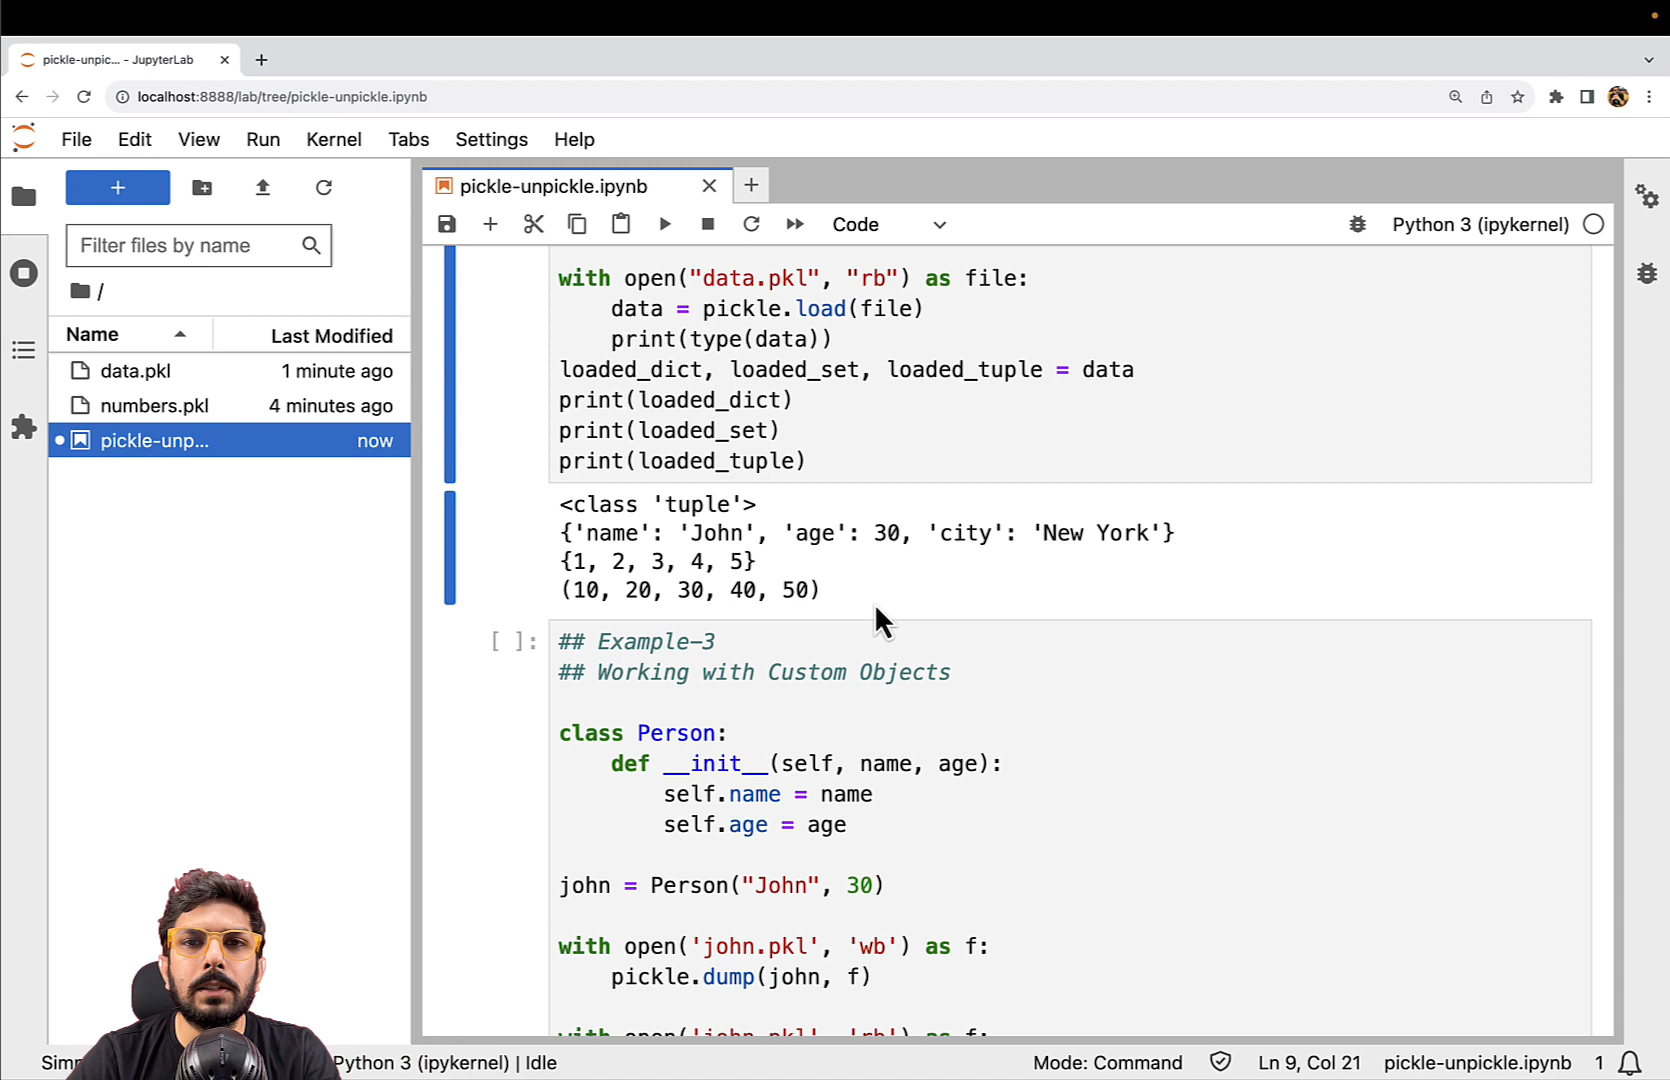 pickle-unpic... - JupyterLab
localhost:8888/lab/tree/pickle-unpickle.ipynb
File Edit View Run Kernel Tabs Settings Help
pickle-unpickle.ipynb
Code
Python 3 (ipykernel)
Filter files by name
/
Name Last Modified
data.pkl 1 minute ago
numbers.pkl 4 minutes ago
pickle-unp... now
with open("data.pkl", "rb") as file:
data = pickle.load(file)
print(type(data))
loaded_dict, loaded_set, loaded_tuple = data
print(loaded_dict)
print(loaded_set)
print(loaded_tuple)
<class 'tuple'>
{'name': 'John', 'age': 30, 'city': 'New York'}
{1, 2, 3, 4, 5}
(10, 20, 30, 40, 50)
[ ]:
## Example-3
## Working with Custom Objects
class Person:
def __init__(self, name, age):
self.name = name
self.age = age
john = Person("John", 30)
with open('john.pkl', 'wb') as f:
pickle.dump(john, f)
with open('john.pkl', 'rb') as f:
Sim
Python 3 (ipykernel) | Idle
Mode: Command
Ln 9, Col 21
pickle-unpickle.ipynb
1